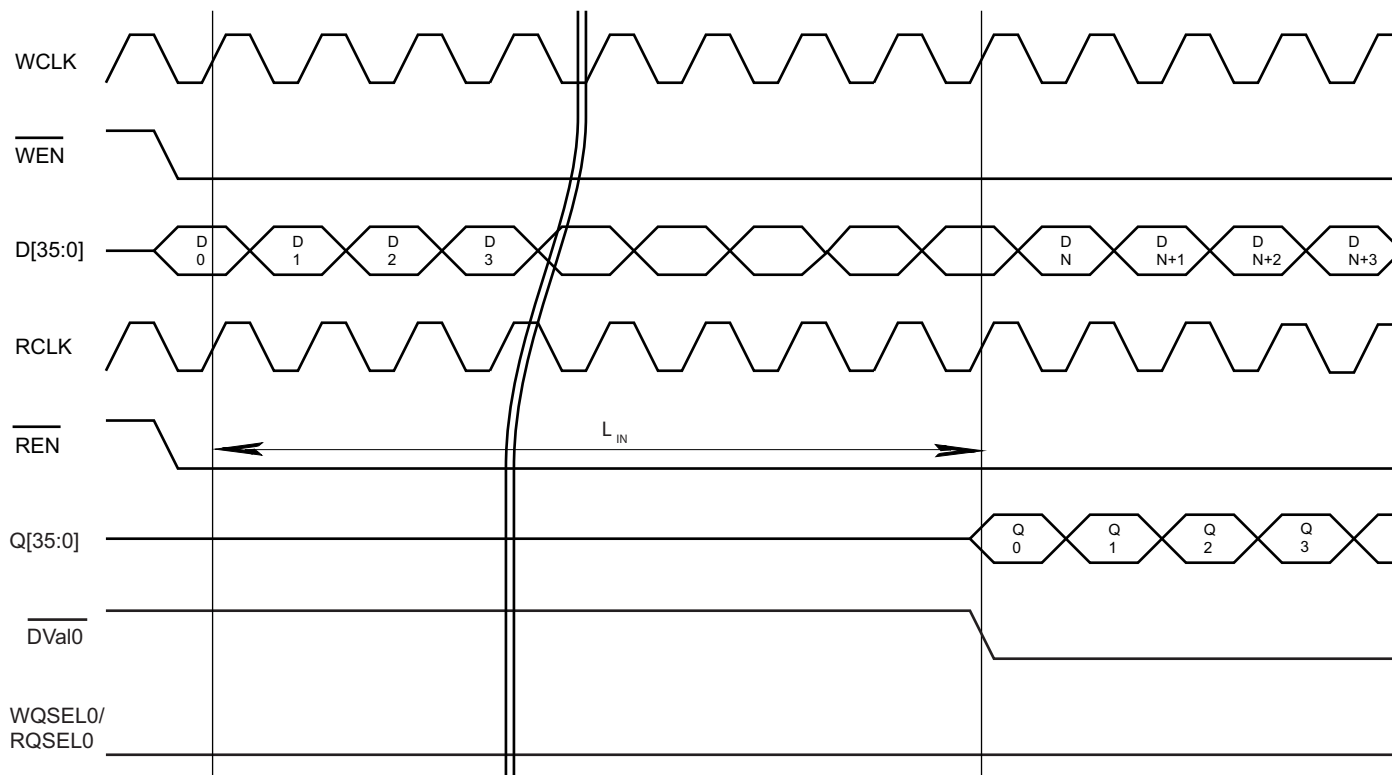 WCLK
WEN
D[35:0]
D
0
D
1
D
2
D
3
D
N
D
N+1
D
N+2
D
N+3
RCLK
REN
L IN
Q[35:0]
Q
0
Q
1
Q
2
Q
3
DVal0
WQSEL0/
RQSEL0